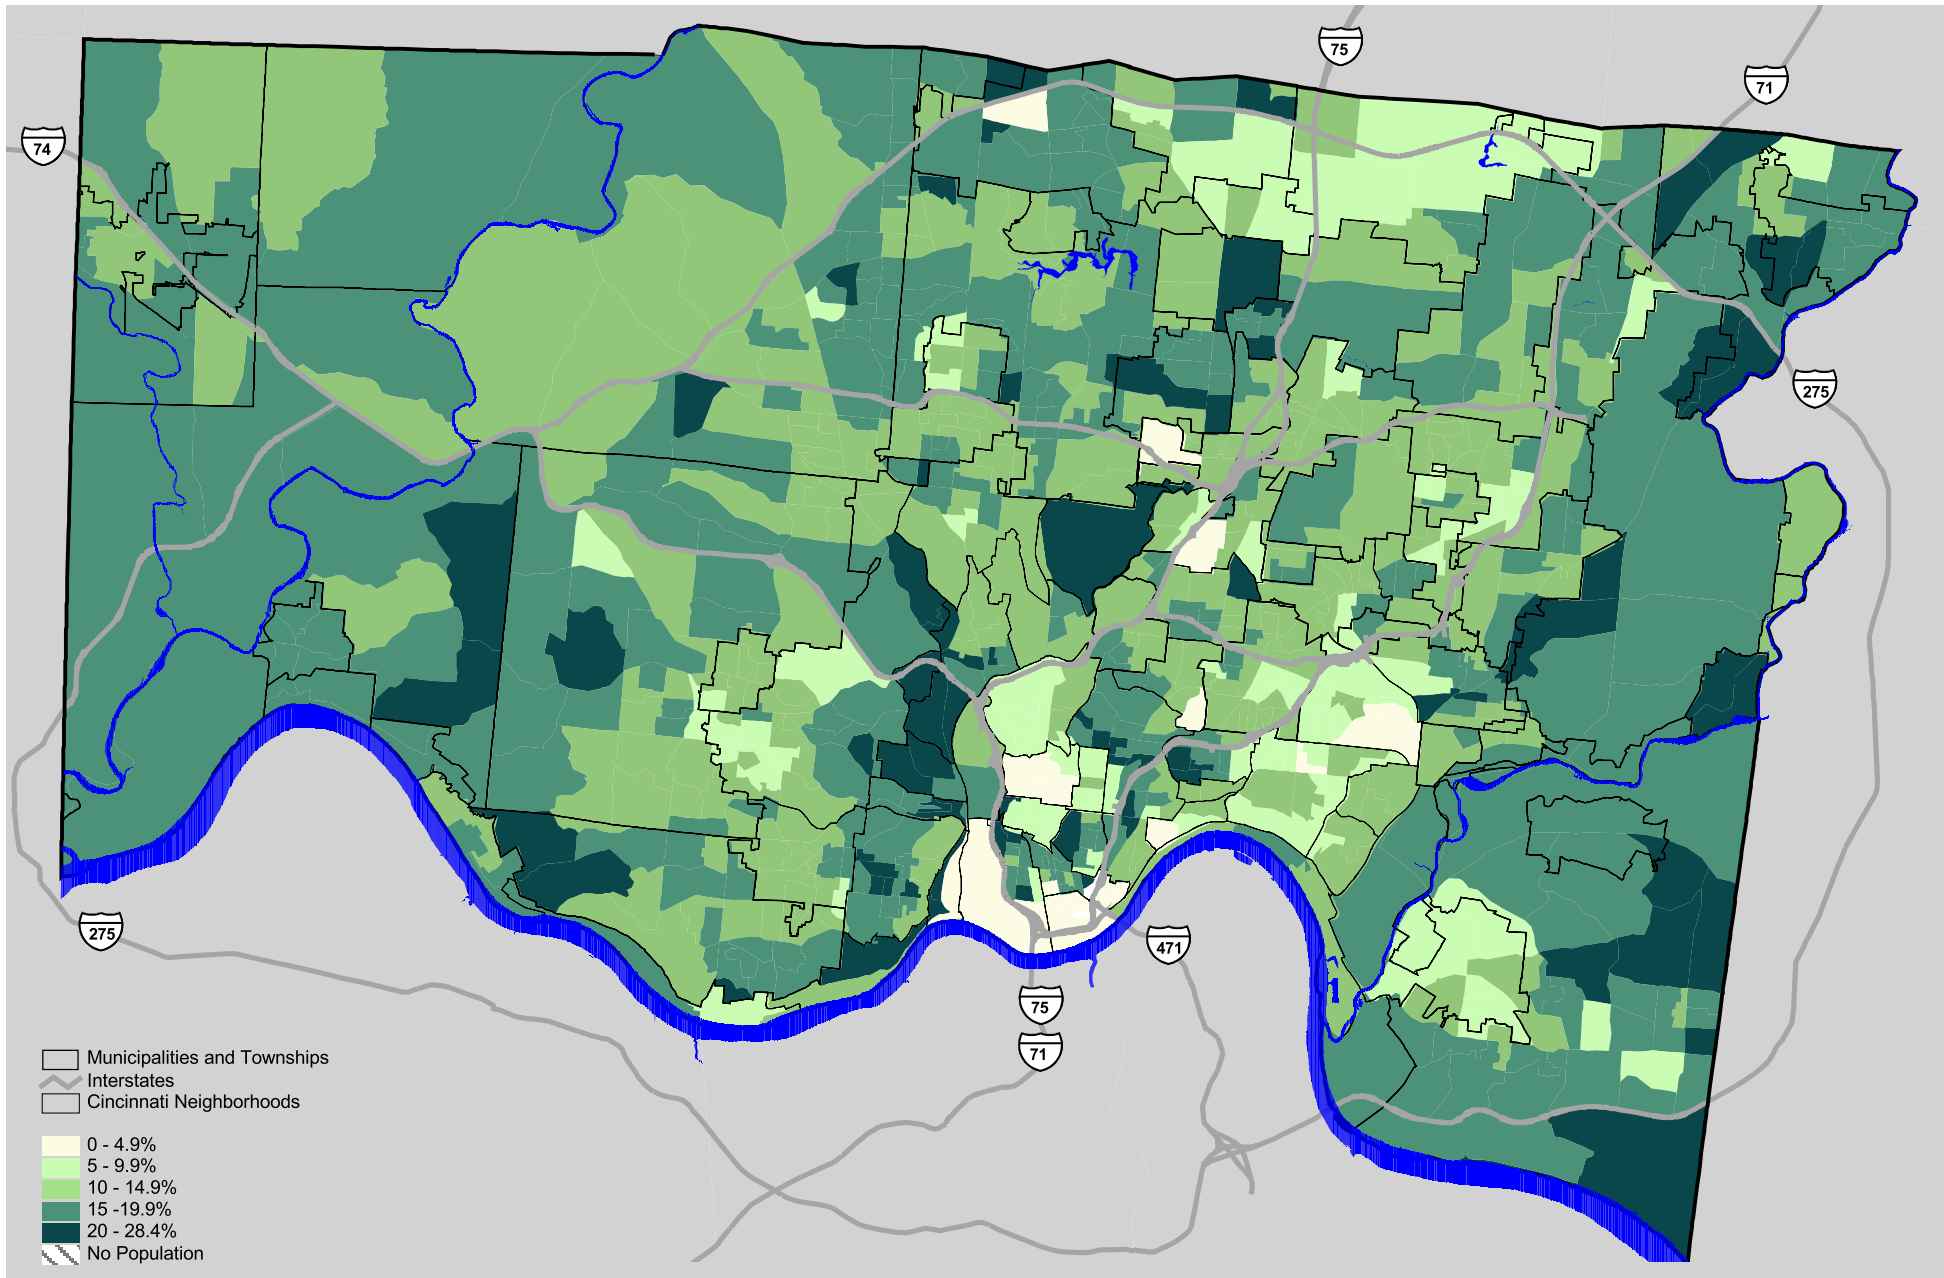 75
71
74
275
275
471
75
71
Municipalities and Townships
Interstates
Cincinnati Neighborhoods
0 - 4.9%
5 - 9.9%
10 - 14.9%
15 -19.9%
20 - 28.4%
No Population